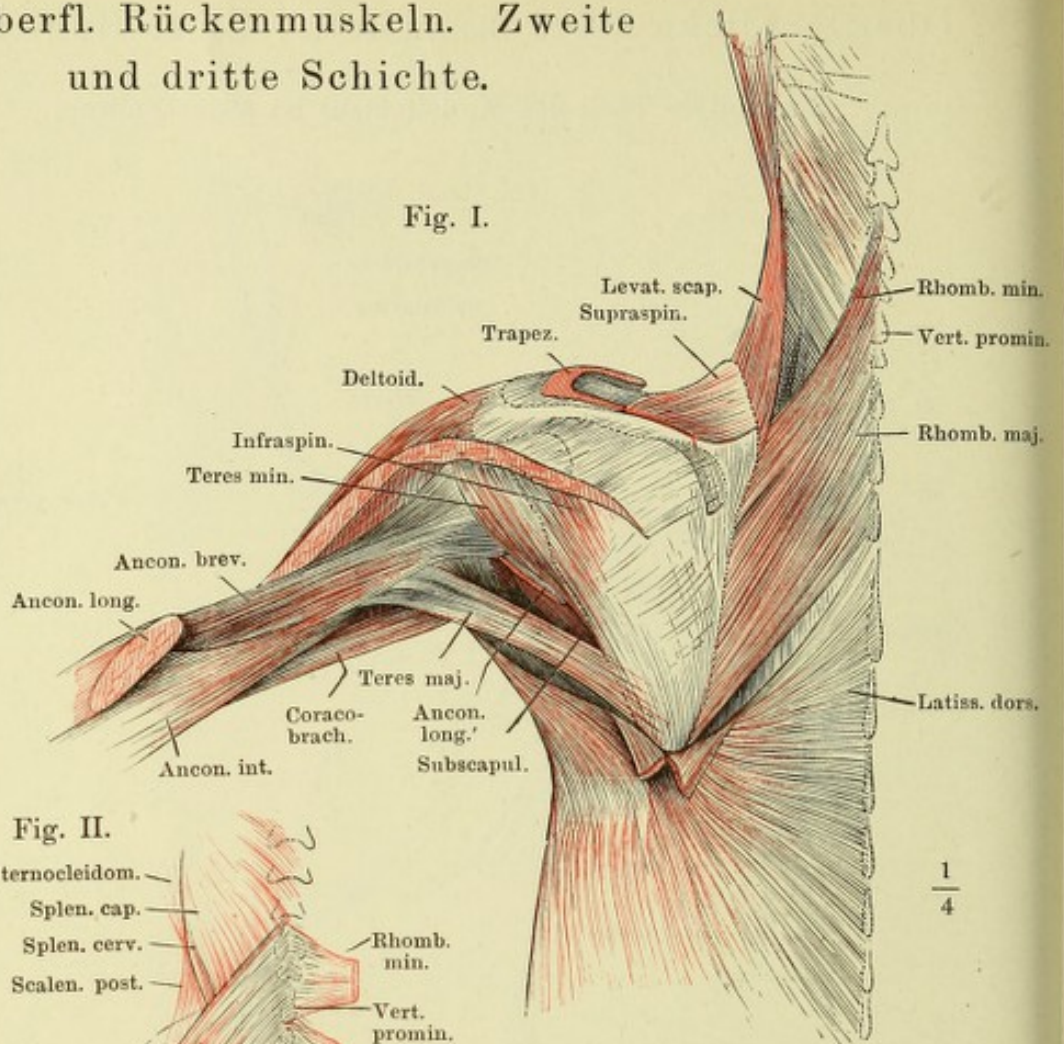 berfl. Rückenmuskeln. Zweite
und dritte Schichte.
Fig. I.
Levat. scap.
Supraspin.
Trapez.
Deltoid.
Infraspin.
Teres min.
Ancon. brev.
Ancon. long.
Rhomb. min.
Vert. promin.
Rhomb. maj.
Latiss. dors.
Teres maj.
Coraco-
brach.
Ancon.
long.'
Subscapul.
Ancon. int.
1
4
Fig. II.
ternocleidom.
Splen. cap.
Splen. cerv.
Scalen. post.
Rhomb.
min.
Vert.
promin.